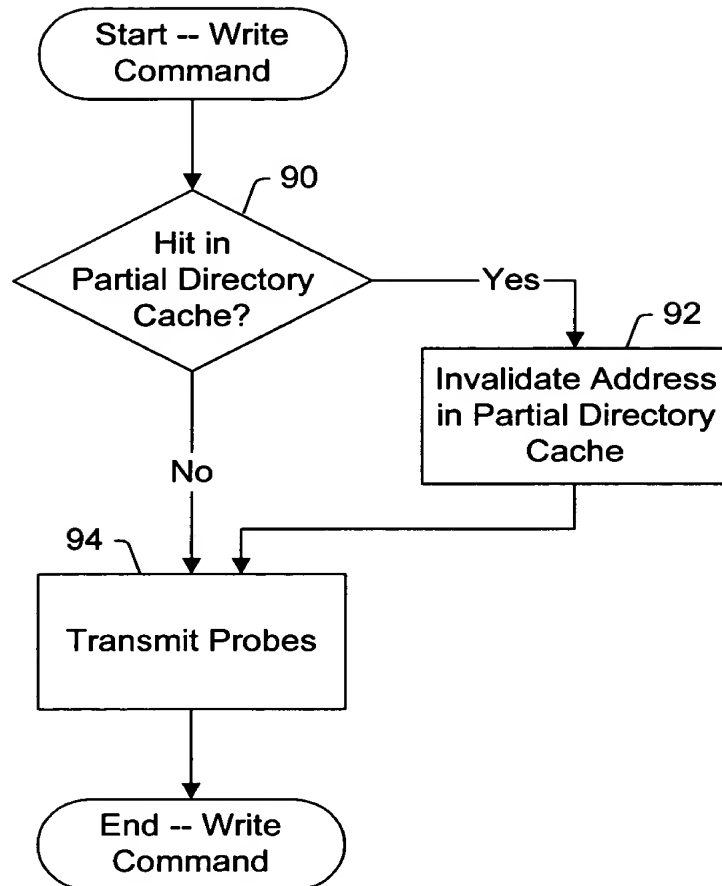 Start -- Write
Command
90
Hit in
Partial Directory
Cache?
Yes
92
Invalidate Address
in Partial Directory
Cache
No
94
Transmit Probes
End -- Write
Command